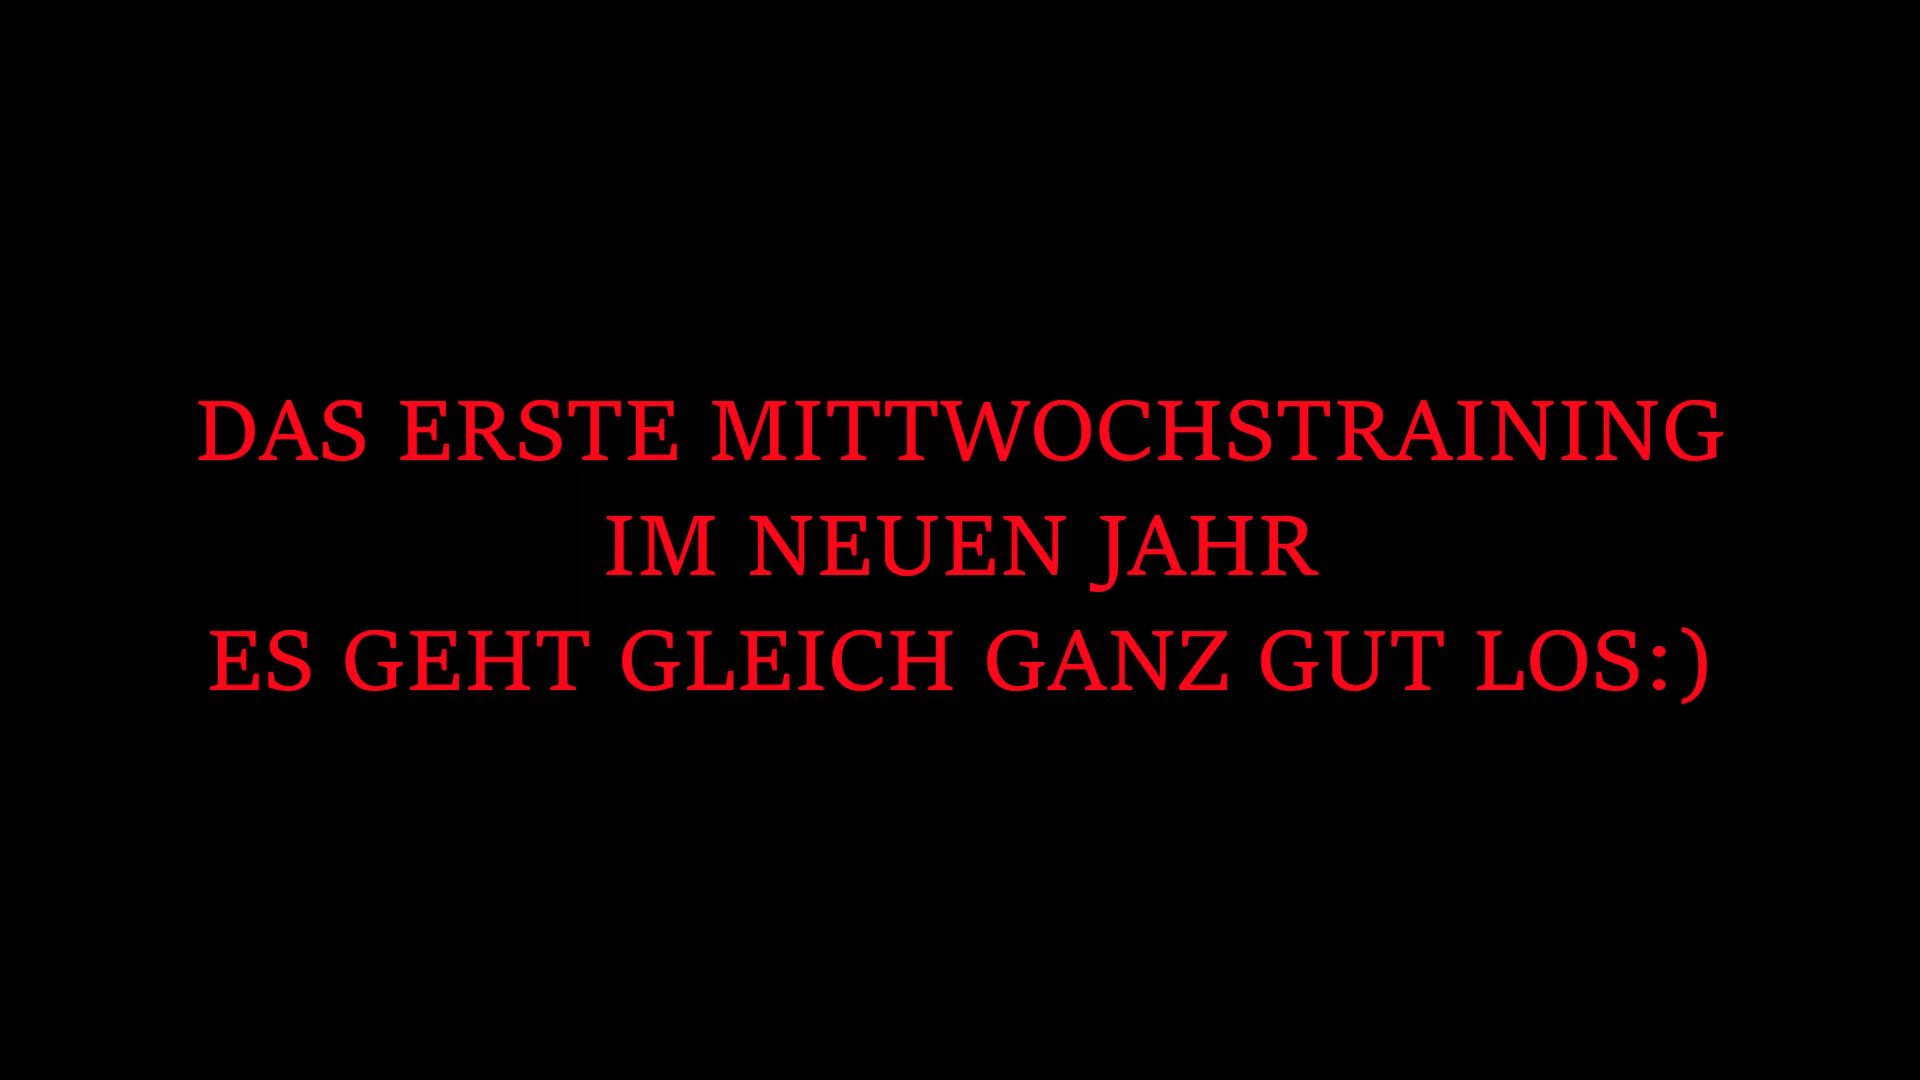 DAS ERSTE MITTWOCHSTRAINING
IM NEUEN JAHR
ES GEHT GLEICH GANZ GUT LOS:)